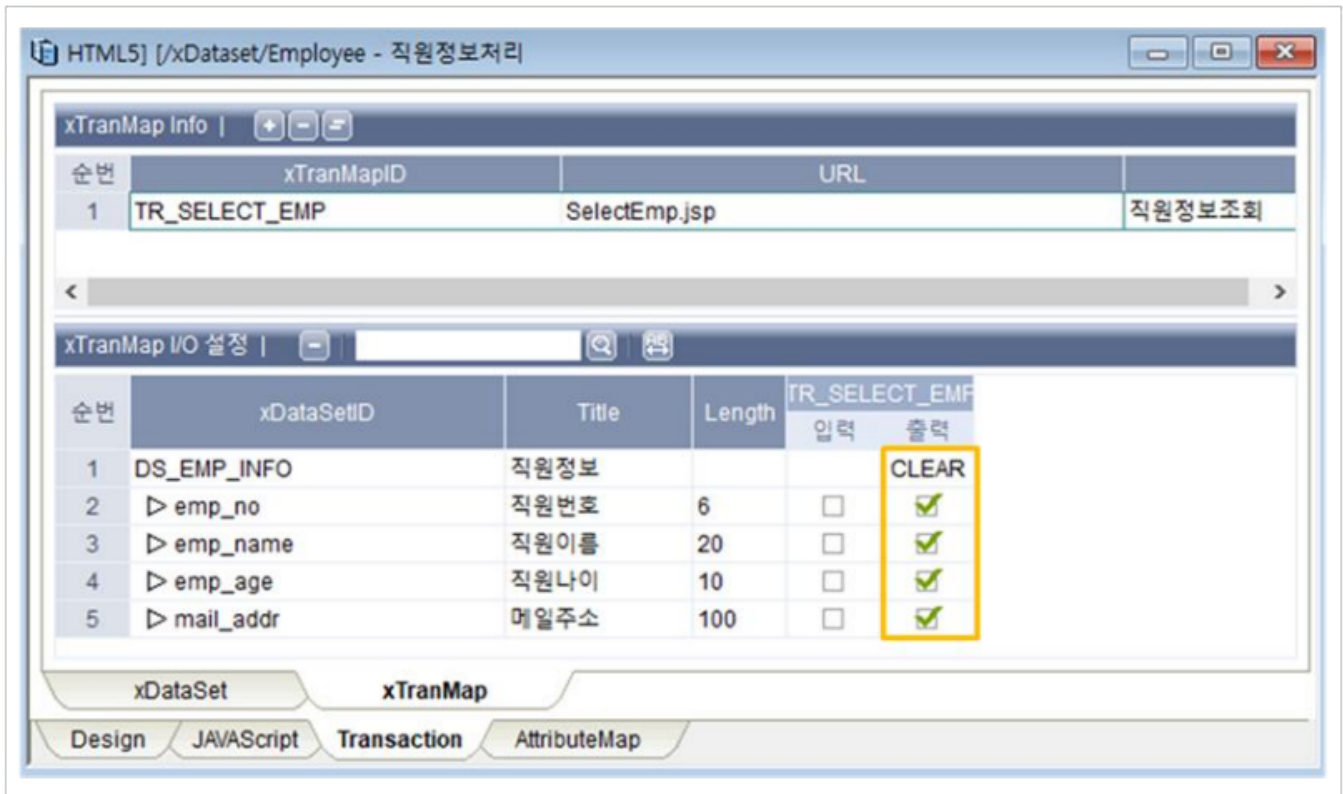 HTML5] [/xDataset/Employee - 직원정보처리
xTranMap Info |
순번 xTranMapID URL
1 TR_SELECT_EMP SelectEmp.jsp 직원정보조회
xTranMap I/O 설정 |
순번 xDataSetID Title Length TR_SELECT_EMP
입력 출력
1 DS_EMP_INFO 직원정보 CLEAR
2 ▷ emp_no 직원번호 6
3 ▷ emp_name 직원이름 20
4 ▷ emp_age 직원나이 10
5 ▷ mail_addr 메일주소 100
xDataSet xTranMap
Design JAVAScript Transaction AttributeMap